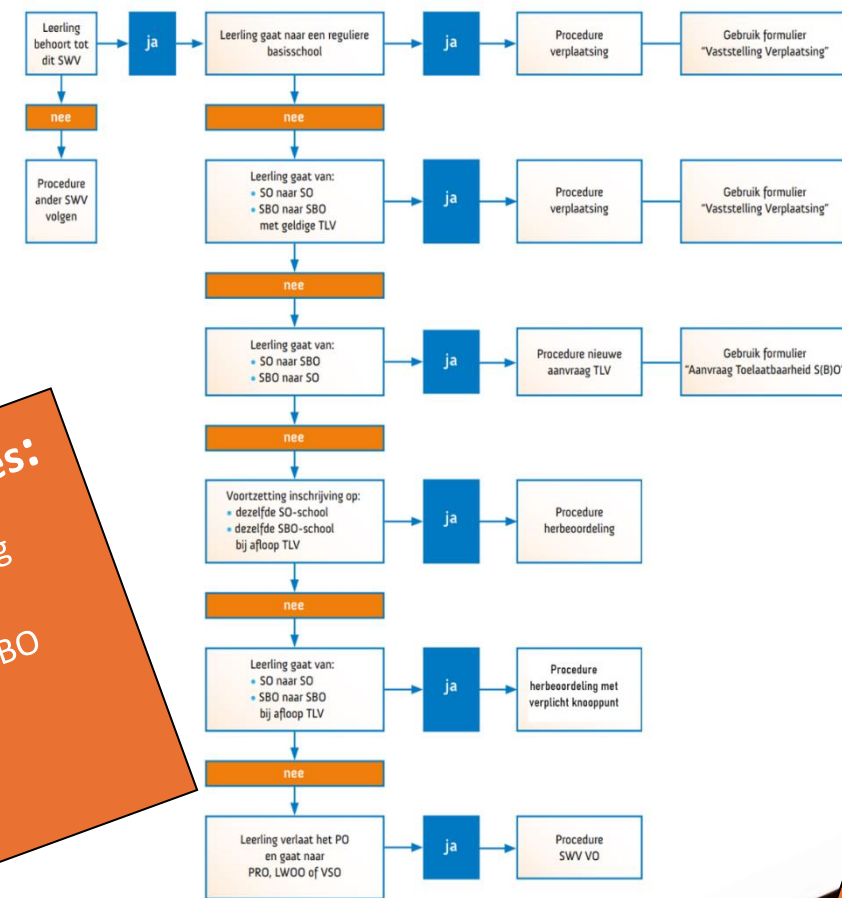 Leerling
behoort tot
dit SWV
ja
Leerling gaat naar een reguliere
basisschool
ja
Procedure
verplaatsing
Gebruik formulier
"Vaststelling Verplaatsing"
nee
nee
Procedure
ander SWV
volgen
Leerling gaat van:
• SO naar SO
• SBO naar SBO
met geldige TLV
ja
Procedure
verplaatsing
Gebruik formulier
"Vaststelling Verplaatsing"
nee
Leerling gaat van:
• SO naar SBO
• SBO naar SO
ja
Procedure nieuwe
aanvraag TLV
Gebruik formulier
"Aanvraag Toelaatbaarheid S(B)O"
nee
Voortzetting inschrijving op:
• dezelfde SO-school
• dezelfde SBO-school
bij afloop TLV
ja
Procedure
herbeoordeling
nee
Leerling gaat van:
• SO naar SO
• SBO naar SBO
bij afloop TLV
ja
Procedure
herbeoordeling met
verplicht knooppunt
nee
Leerling verlaat het PO
en gaat naar
PRO, LWOO of VSO
ja
Procedure
SWV VO